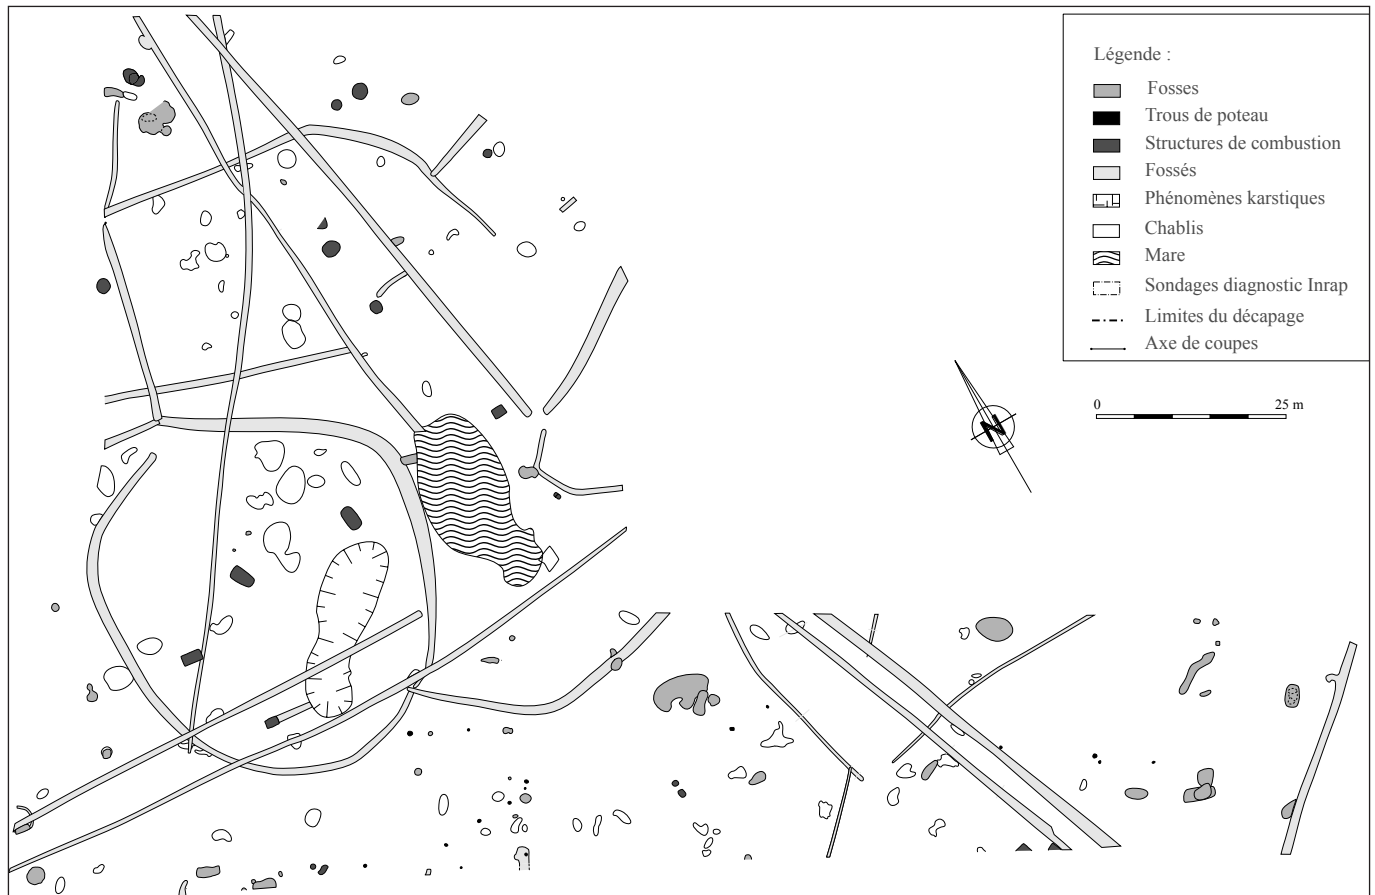 Légende :
Fosses
Trous de poteau
Structures de combustion
Fossés
Phénomènes karstiques
Chablis
Mare
Sondages diagnostic Inrap
Limites du décapage
Axe de coupes
N
0 25 m